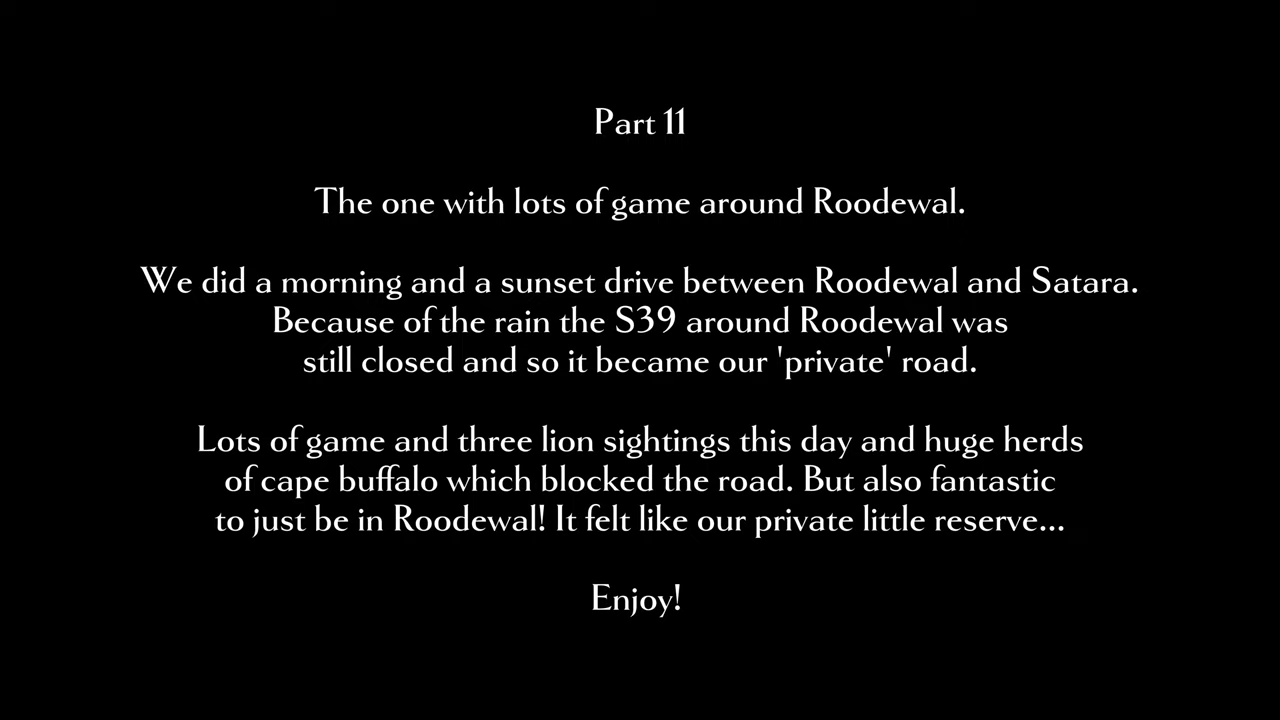 Part 11
The one with lots of game around Roodewal.
We did a morning and a sunset drive between Roodewal and Satara.
Because of the rain the S39 around Roodewal was
still closed and so it became our 'private' road.
Lots of game and three lion sightings this day and huge herds
of cape buffalo which blocked the road. But also fantastic
to just be in Roodewal! It felt like our private little reserve...
Enjoy!